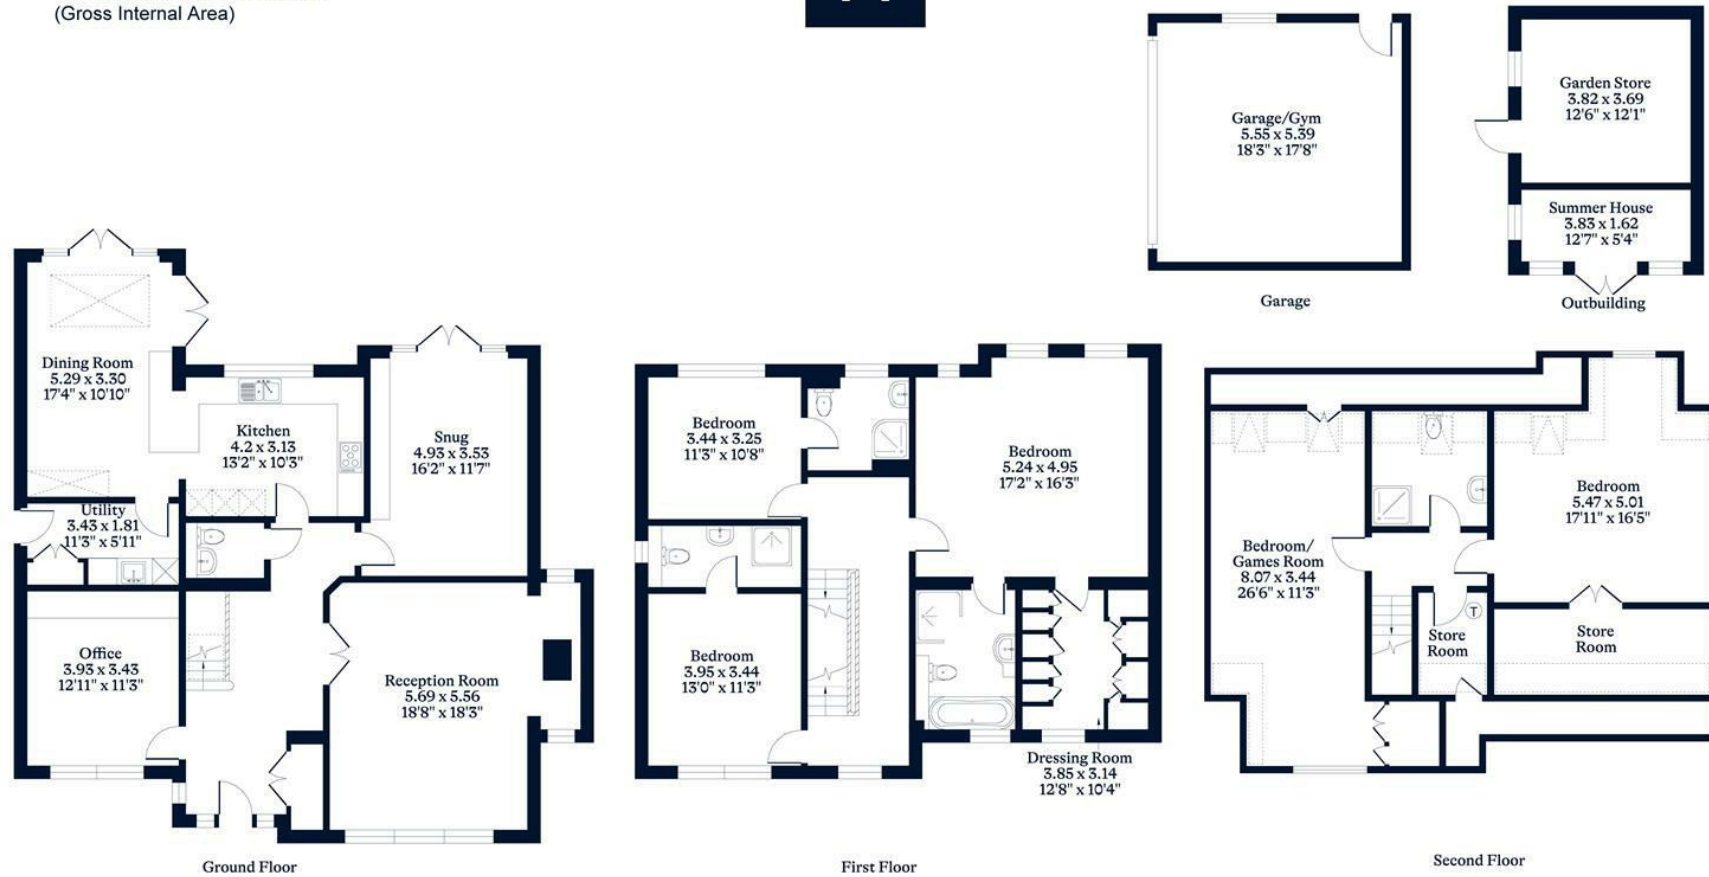 (Gross Internal Area)
Garage/Gym
5.55 x 5.39
18'3" x 17'8"
Garage
Garden Store
3.82 x 3.69
12'6" x 12'1"
Summer House
3.83 x 1.62
12'7" x 5'4"
Outbuilding
Dining Room
5.29 x 3.30
17'4" x 10'10"
Kitchen
4.2 x 3.13
13'2" x 10'3"
Snug
4.93 x 3.53
16'2" x 11'7"
Utility
3.43 x 1.81
11'3" x 5'11"
Office
3.93 x 3.43
12'11" x 11'3"
Reception Room
5.69 x 5.56
18'8" x 18'3"
Ground Floor
Bedroom
3.44 x 3.25
11'3" x 10'8"
Bedroom
5.24 x 4.95
17'2" x 16'3"
Bedroom
3.95 x 3.44
13'0" x 11'3"
Dressing Room
3.85 x 3.14
12'8" x 10'4"
First Floor
Bedroom/
Games Room
8.07 x 3.44
26'6" x 11'3"
Bedroom
5.47 x 5.01
17'11" x 16'5"
T
Store
Room
Store
Room
Second Floor